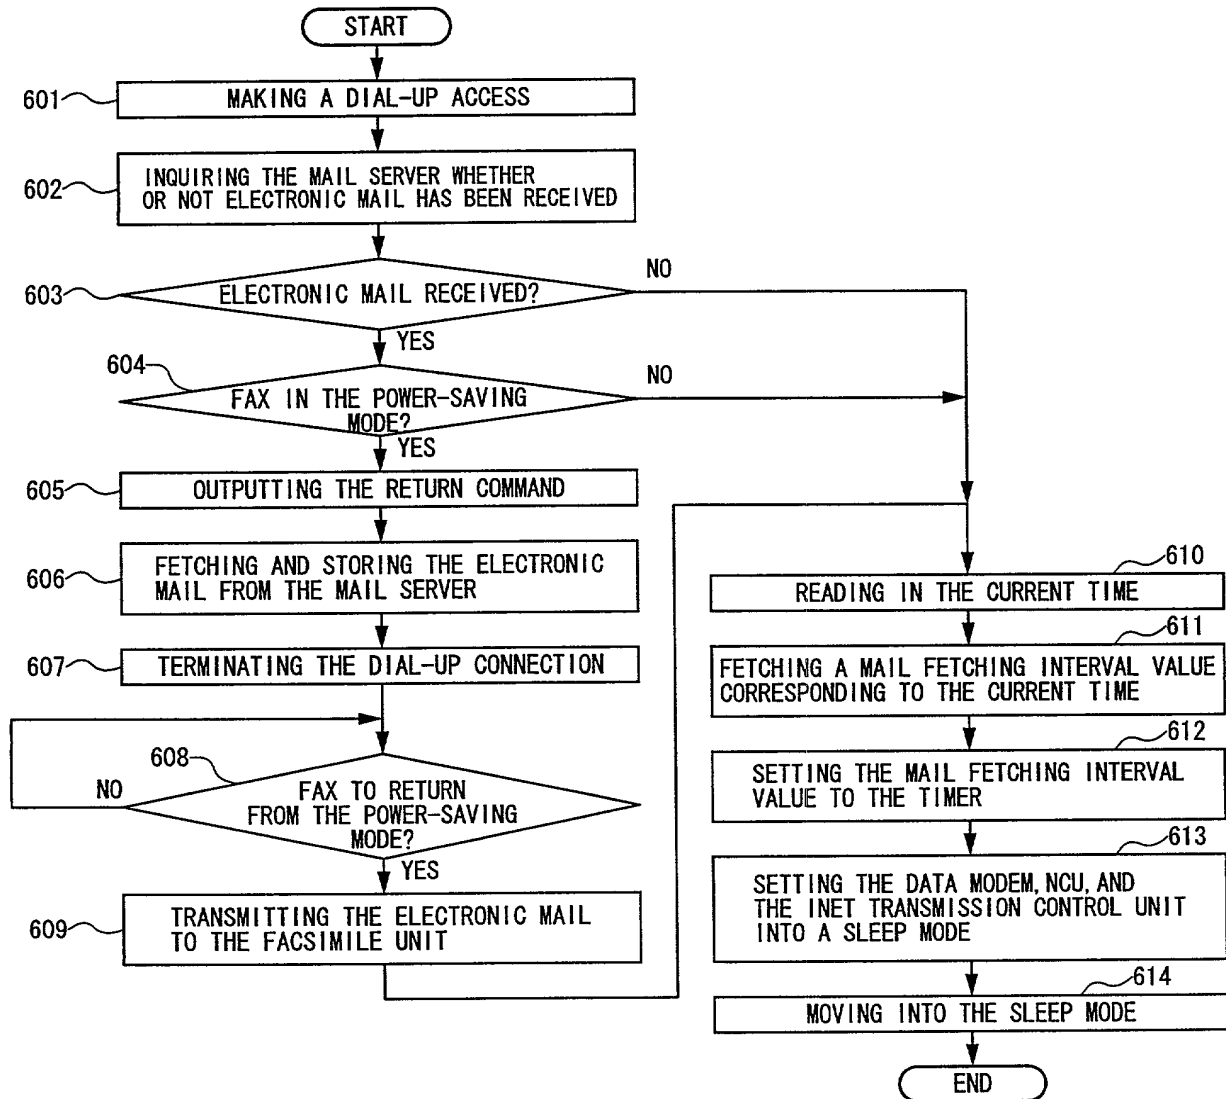 START
601
MAKING A DIAL-UP ACCESS
602
INQUIRING THE MAIL SERVER WHETHER
OR NOT ELECTRONIC MAIL HAS BEEN RECEIVED
603
ELECTRONIC MAIL RECEIVED?
NO
YES
604
FAX IN THE POWER-SAVING
MODE?
NO
YES
605
OUTPUTTING THE RETURN COMMAND
606
FETCHING AND STORING THE ELECTRONIC
MAIL FROM THE MAIL SERVER
607
TERMINATING THE DIAL-UP CONNECTION
608
NO
FAX TO RETURN
FROM THE POWER-SAVING
MODE?
YES
609
TRANSMITTING THE ELECTRONIC MAIL
TO THE FACSIMILE UNIT
610
READING IN THE CURRENT TIME
611
FETCHING A MAIL FETCHING INTERVAL VALUE
CORRESPONDING TO THE CURRENT TIME
612
SETTING THE MAIL FETCHING INTERVAL
VALUE TO THE TIMER
613
SETTING THE DATA MODEM, NCU, AND
THE INET TRANSMISSION CONTROL UNIT
INTO A SLEEP MODE
614
MOVING INTO THE SLEEP MODE
END